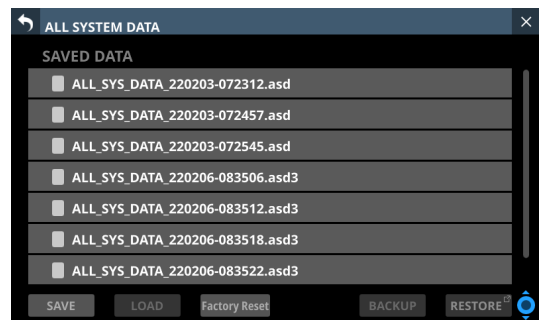 ALL SYSTEM DATA
SAVED DATA
ALL_SYS_DATA_220203-072312.asd
ALL_SYS_DATA_220203-072457.asd
ALL_SYS_DATA_220203-072545.asd
ALL_SYS_DATA_220206-083506.asd3
ALL_SYS_DATA_220206-083512.asd3
ALL_SYS_DATA_220206-083518.asd3
ALL_SYS_DATA_220206-083522.asd3
SAVE LOAD Factory Reset BACKUP RESTORE